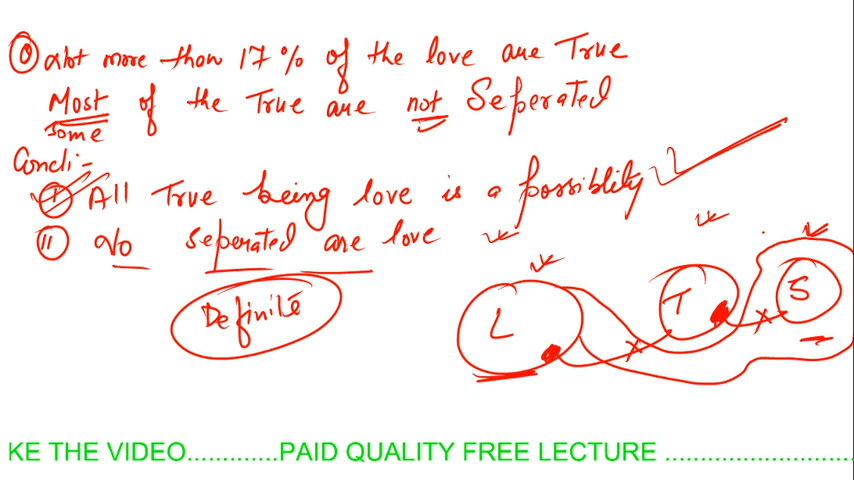 not more than 17% of the love are True
Most of the True are not Seperated
Some
Concl:-
I All True being love is a possiblity
II No seperated are love
Definite
L T S
KE THE VIDEO.............PAID QUALITY FREE LECTURE ............................